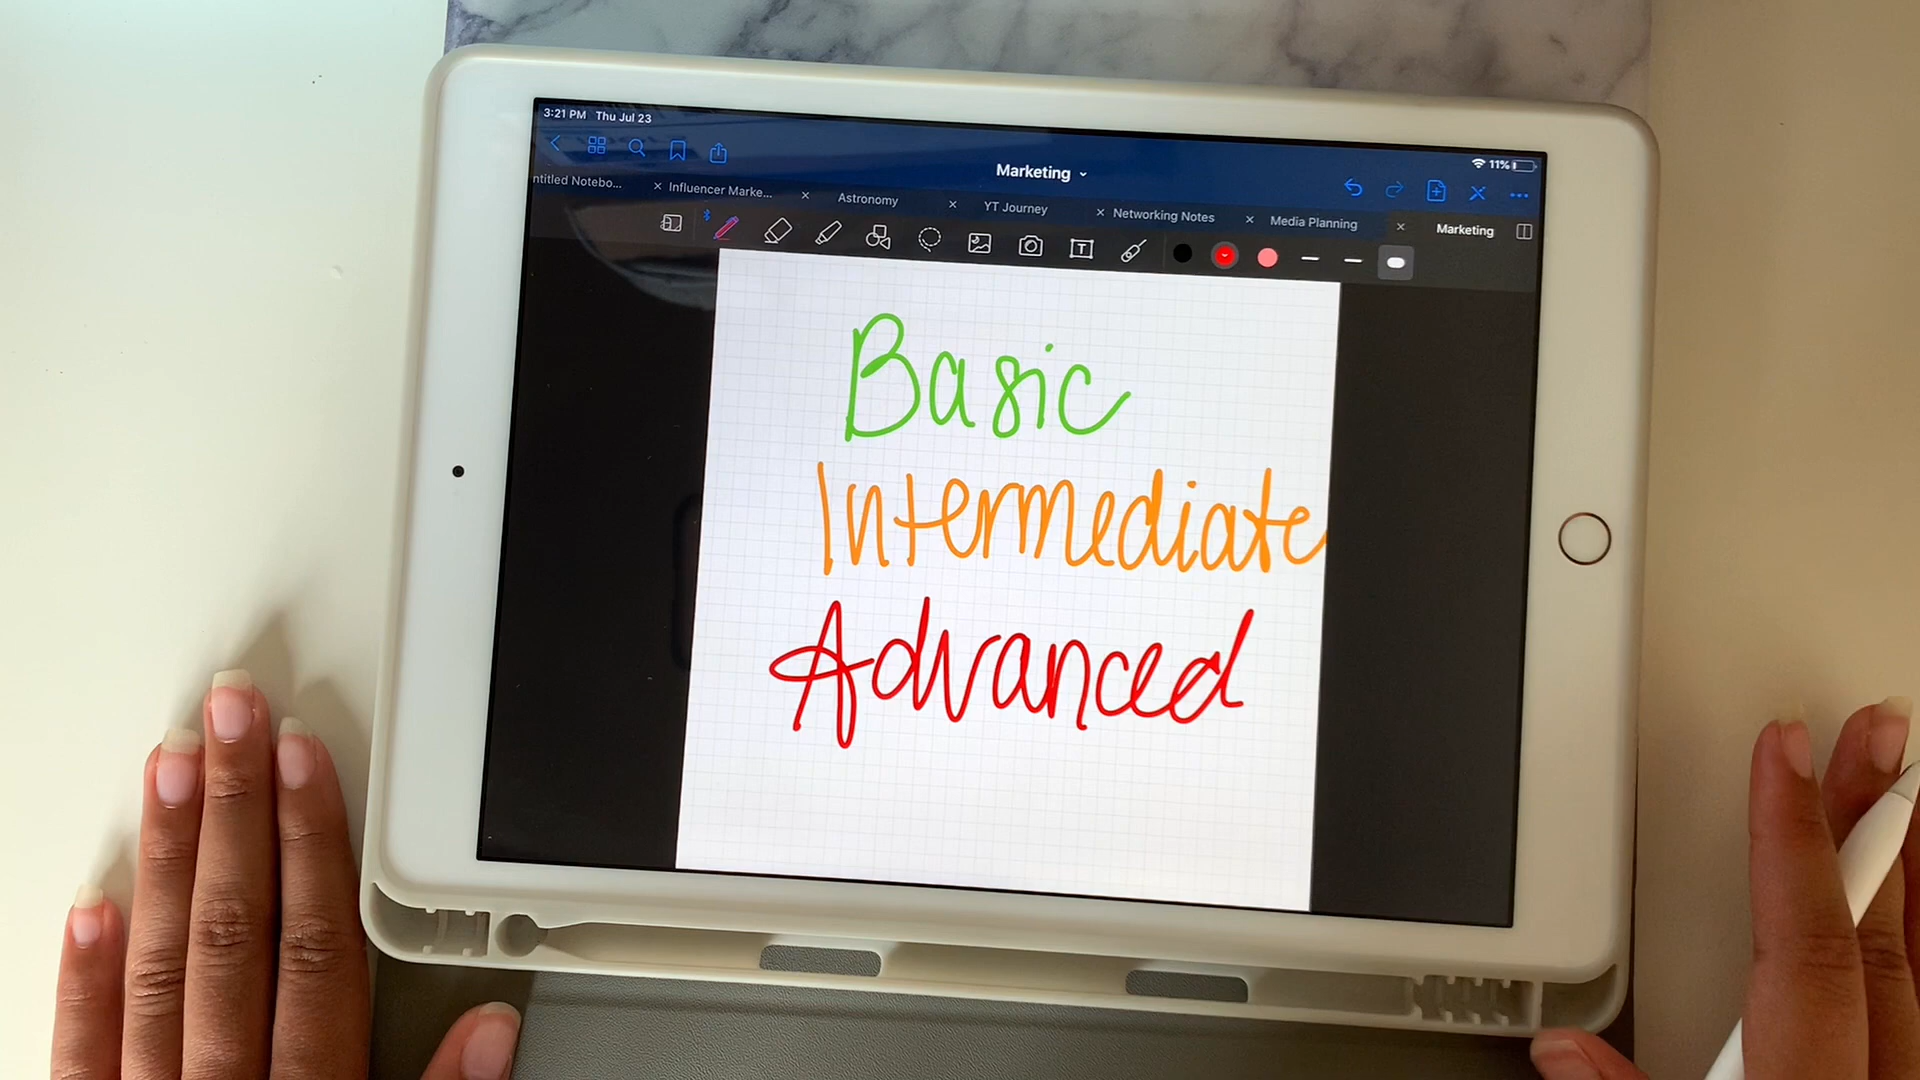 3:21 PM Thu Jul 23
11%
Marketing
ntitled Notebo...
Influencer Marke...
Astronomy
YT Journey
Networking Notes
Media Planning
Marketing
T
Basic
Intermediate
Advanced